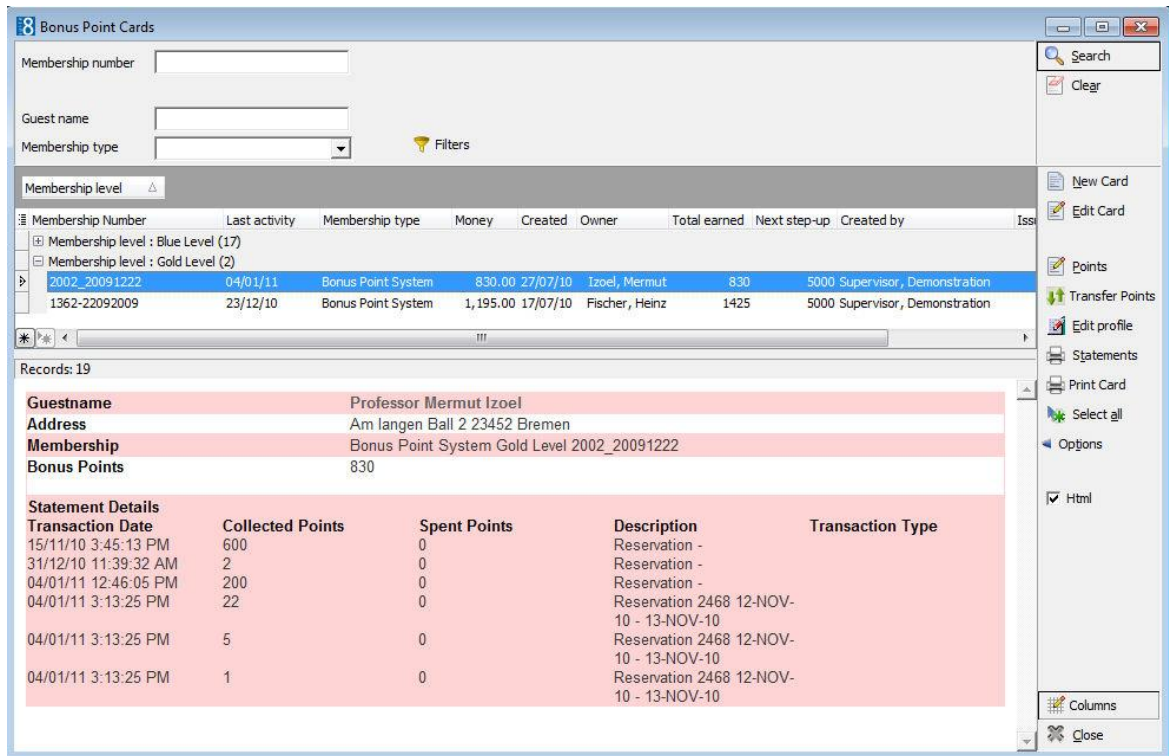 8 Bonus Point Cards
Membership number
Search
Clear
Guest name
Membership type
Filters
Membership level
New Card
Edit Card
Points
Transfer Points
Edit profile
Statements
Print Card
Select all
Options
Html
Columns
Close
Membership Number Last activity Membership type Money Created Owner Total earned Next step-up Created by
Membership level : Blue Level (17)
Membership level : Gold Level (2)
2002_20091222 04/01/11 Bonus Point System 830.00 27/07/10 Izoel, Mermut 830 5000 Supervisor, Demonstration
1362-22092009 23/12/10 Bonus Point System 1,195.00 17/07/10 Fischer, Heinz 1425 5000 Supervisor, Demonstration
Records: 19
Guestname Professor Mermut Izoel
Address Am langen Ball 2 23452 Bremen
Membership Bonus Point System Gold Level 2002_20091222
Bonus Points 830
Statement Details
Transaction Date Collected Points Spent Points Description Transaction Type
15/11/10 3:45:13 PM 600 0 Reservation -
31/12/10 11:39:32 AM 2 0 Reservation -
04/01/11 12:46:05 PM 200 0 Reservation -
04/01/11 3:13:25 PM 22 0 Reservation 2468 12-NOV-
10 - 13-NOV-10
04/01/11 3:13:25 PM 5 0 Reservation 2468 12-NOV-
10 - 13-NOV-10
04/01/11 3:13:25 PM 1 0 Reservation 2468 12-NOV-
10 - 13-NOV-10